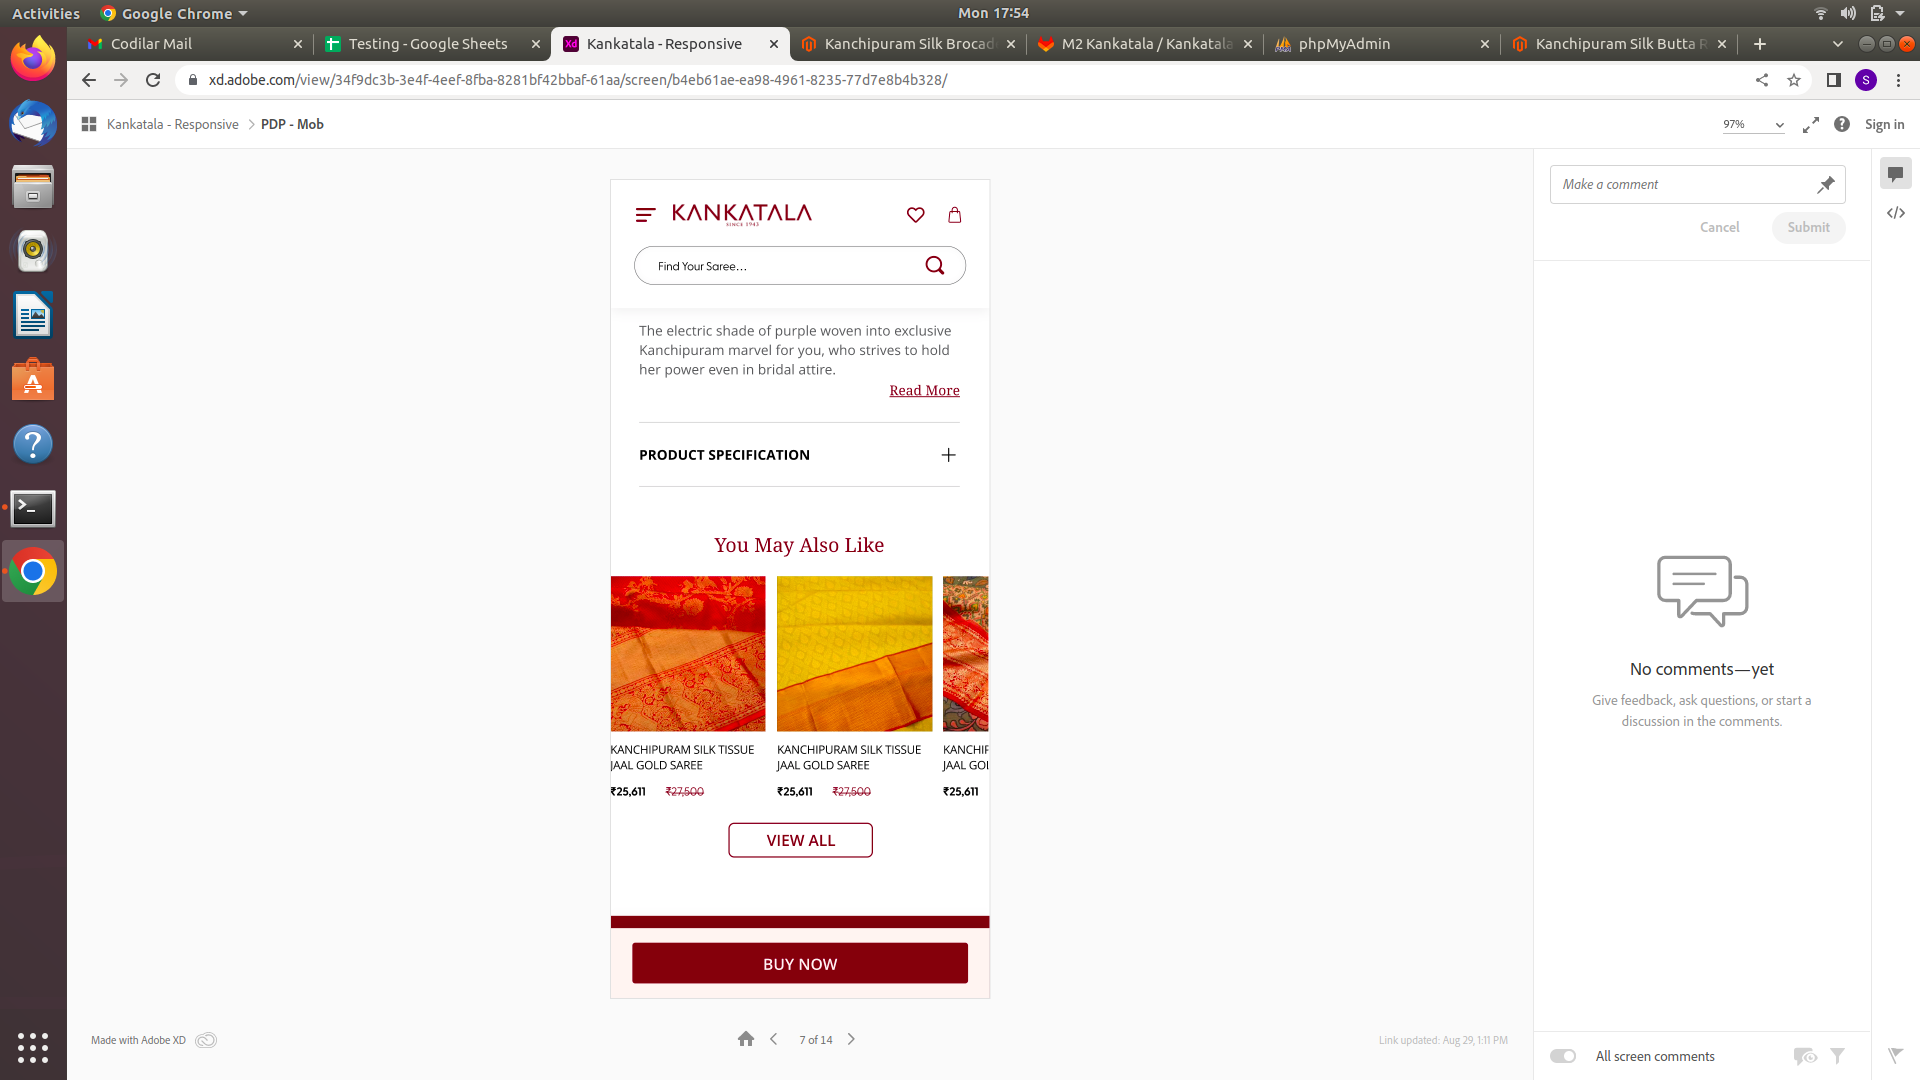 Activities
Google Chrome
Mon 17:54
Codilar Mail
Testing - Google Sheets
Kankatala - Responsive
Kanchipuram Silk Brocad
M2 Kankatala / Kankatala
phpMyAdmin
Kanchipuram Silk Butta R
xd.adobe.com/view/34f9dc3b-3e4f-4eef-8fba-8281bf42bbaf-61aa/screen/b4eb61ae-ea98-4961-8235-77d7e8b4b328/
S
Kankatala - Responsive > PDP - Mob
97%
Sign in
KANKATALA
SINCE 1943
Find Your Saree...
The electric shade of purple woven into exclusive
Kanchipuram marvel for you, who strives to hold
her power even in bridal attire.
Read More
PRODUCT SPECIFICATION
You May Also Like
KANCHIPURAM SILK TISSUE
JAAL GOLD SAREE
₹25,611 ₹27,500
KANCHIPURAM SILK TISSUE
JAAL GOLD SAREE
₹25,611 ₹27,500
KANCHIP
JAAL GOL
₹25,611
VIEW ALL
BUY NOW
Make a comment
Cancel
Submit
No comments—yet
Give feedback, ask questions, or start a
discussion in the comments.
Made with Adobe XD
7 of 14
Link updated: Aug 29, 1:11 PM
All screen comments